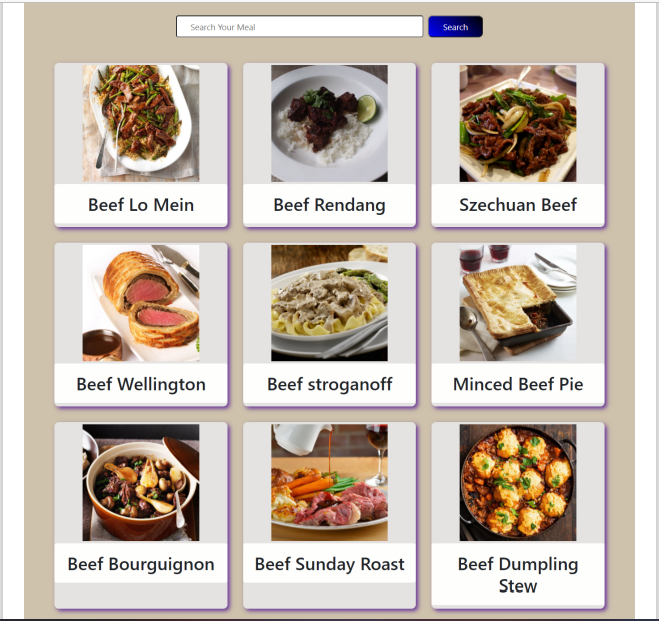 Search Your Meal
Search
Beef Lo Mein
Beef Rendang
Szechuan Beef
Beef Wellington
Beef stroganoff
Minced Beef Pie
Beef Bourguignon
Beef Sunday Roast
Beef Dumpling
Stew